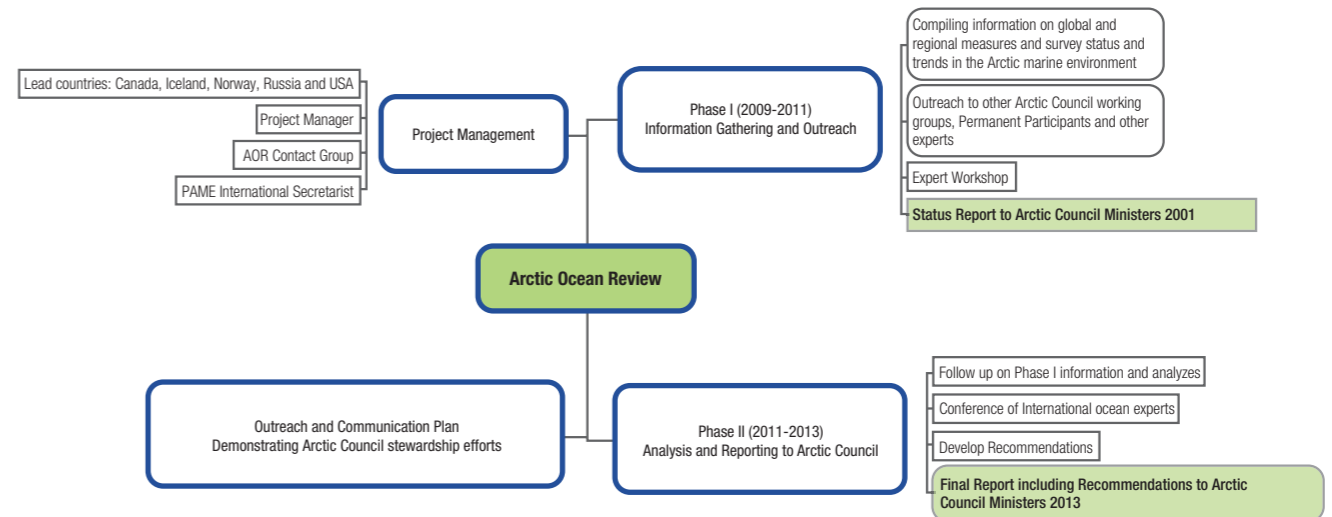 Lead countries: Canada, Iceland, Norway, Russia and USA
Project Manager
AOR Contact Group
PAME International Secretarist
Project Management
Phase I (2009-2011)
Information Gathering and Outreach
Compiling information on global and
regional measures and survey status and
trends in the Arctic marine environment
Outreach to other Arctic Council working
groups, Permanent Participants and other
experts
Expert Workshop
Status Report to Arctic Council Ministers 2001
Arctic Ocean Review
Outreach and Communication Plan
Demonstrating Arctic Council stewardship efforts
Phase II (2011-2013)
Analysis and Reporting to Arctic Council
Follow up on Phase I information and analyzes
Conference of International ocean experts
Develop Recommendations
Final Report including Recommendations to Arctic
Council Ministers 2013